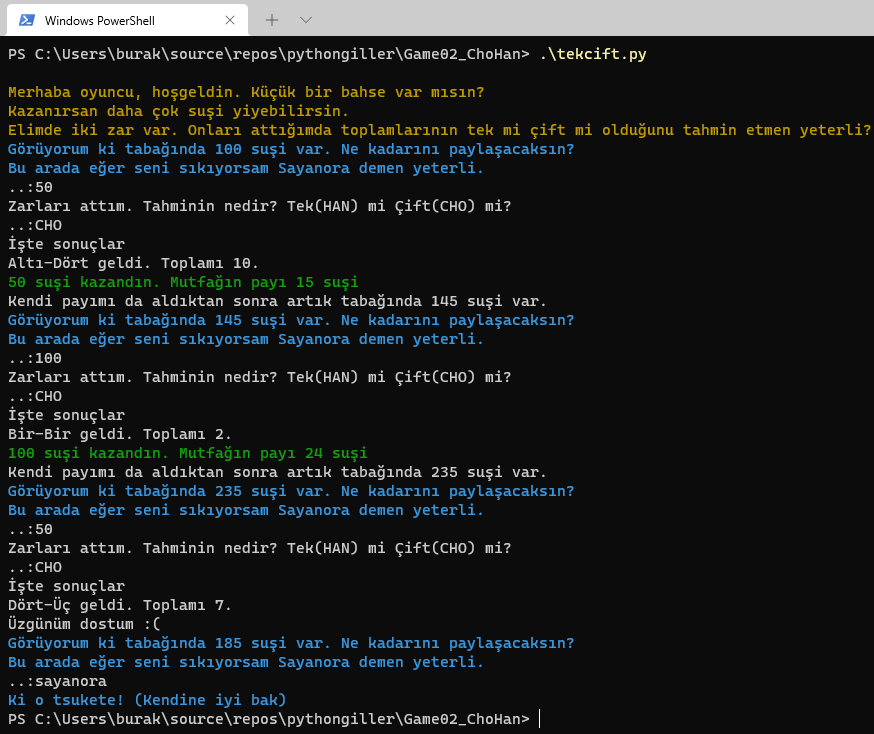 Windows PowerShell
PS C:\Users\burak\source\repos\pythongiller\Game02_ChoHan> .\tekcift.py
Merhaba oyuncu, hoşgeldin. Küçük bir bahse var mısın?
Kazanırsan daha çok suşi yiyebilirsin.
Elimde iki zar var. Onları attığımda toplamlarının tek mi çift mi olduğunu tahmin etmen yeterli?
Görüyorum ki tabağında 100 suşi var. Ne kadarını paylaşacaksın?
Bu arada eğer seni sıkıyorsam Sayanora demen yeterli.
..:50
Zarları attım. Tahminin nedir? Tek(HAN) mi Çift(CHO) mi?
..:CHO
İşte sonuçlar
Altı-Dört geldi. Toplamı 10.
50 suşi kazandın. Mutfağın payı 15 suşi
Kendi payımı da aldıktan sonra artık tabağında 145 suşi var.
Görüyorum ki tabağında 145 suşi var. Ne kadarını paylaşacaksın?
Bu arada eğer seni sıkıyorsam Sayanora demen yeterli.
..:100
Zarları attım. Tahminin nedir? Tek(HAN) mi Çift(CHO) mi?
..:CHO
İşte sonuçlar
Bir-Bir geldi. Toplamı 2.
100 suşi kazandın. Mutfağın payı 24 suşi
Kendi payımı da aldıktan sonra artık tabağında 235 suşi var.
Görüyorum ki tabağında 235 suşi var. Ne kadarını paylaşacaksın?
Bu arada eğer seni sıkıyorsam Sayanora demen yeterli.
..:50
Zarları attım. Tahminin nedir? Tek(HAN) mi Çift(CHO) mi?
..:CHO
İşte sonuçlar
Dört-Üç geldi. Toplamı 7.
Üzgünüm dostum :(
Görüyorum ki tabağında 185 suşi var. Ne kadarını paylaşacaksın?
Bu arada eğer seni sıkıyorsam Sayanora demen yeterli.
..:sayanora
Ki o tsukete! (Kendine iyi bak)
PS C:\Users\burak\source\repos\pythongiller\Game02_ChoHan>